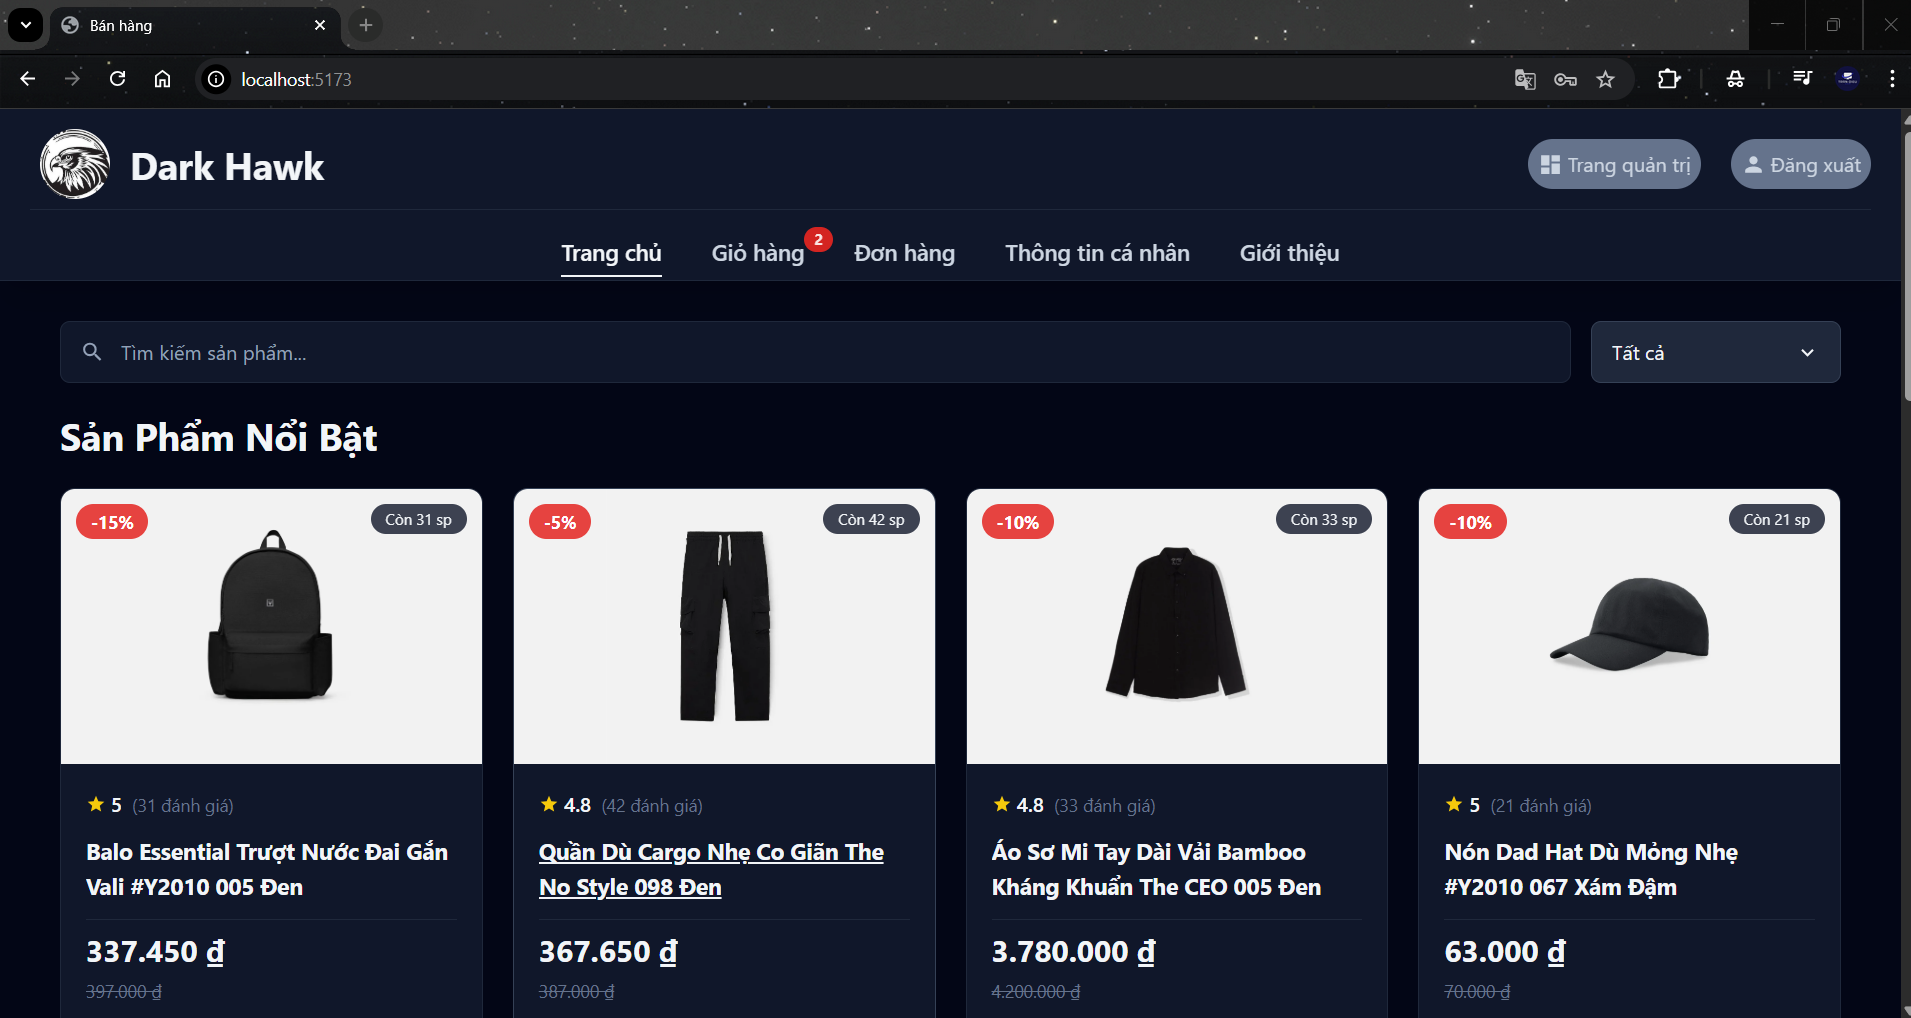 Bán hàng
localhost:5173
Dark Hawk
Trang quản trị
Đăng xuất
Trang chủ
Giỏ hàng
2
Đơn hàng
Thông tin cá nhân
Giới thiệu
Tìm kiếm sản phẩm...
Tất cả
Sản Phẩm Nổi Bật
-15%
Còn 31 sp
5 (31 đánh giá)
Balo Essential Trượt Nước Đai Gắn
Vali #Y2010 005 Đen
337.450 ₫
397.000 ₫
-5%
Còn 42 sp
4.8 (42 đánh giá)
Quần Dù Cargo Nhẹ Co Giãn The
No Style 098 Đen
367.650 ₫
387.000 ₫
-10%
Còn 33 sp
4.8 (33 đánh giá)
Áo Sơ Mi Tay Dài Vải Bamboo
Kháng Khuẩn The CEO 005 Đen
3.780.000 ₫
4.200.000 ₫
-10%
Còn 21 sp
5 (21 đánh giá)
Nón Dad Hat Dù Mỏng Nhẹ
#Y2010 067 Xám Đậm
63.000 ₫
70.000 ₫